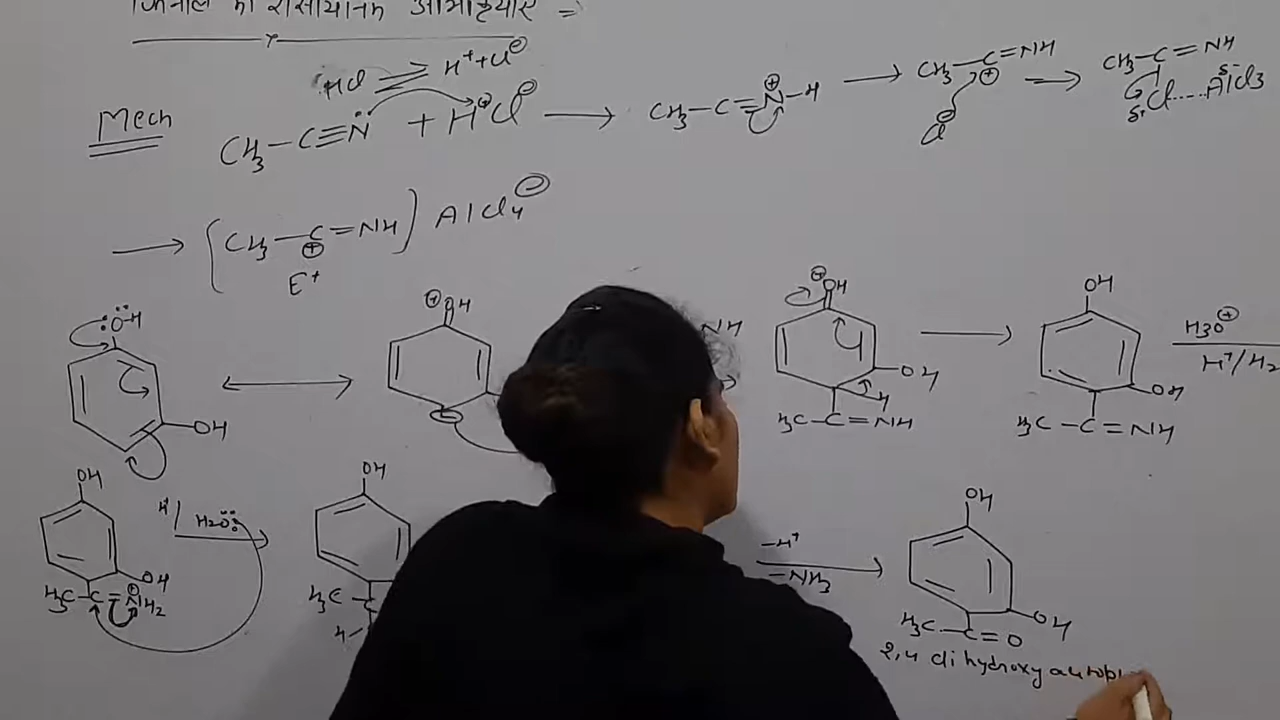 फिनोल की रासायनिक अभिक्रियाएँ =
HCl ⇌ H⁺ + Cl⊖
Mech
CH₃—C≡N̈ + H⊕Cl⊖ → CH₃—C≡N⊕—H → CH₃—C⊕=NH → CH₃—C=NH
Cl⊖
δ+ Cl.....AlCl₃ δ-
→ [CH₃—C⊕=NH] AlCl₄⊖
E⁺
O—H
OH
↔
⊕OH
NH
→
⊕OH
OH
H
H₃C—C=NH
→
OH
OH
H₃C—C=NH
H₃O⊕
H⁺/H₂
OH
OH
H₃C—C=N⊕H₂
H⁺/H₂O
→
OH
H₃C
H
-H⁺
-NH₃
→
OH
OH
H₃C—C=O
2,4 dihydroxy